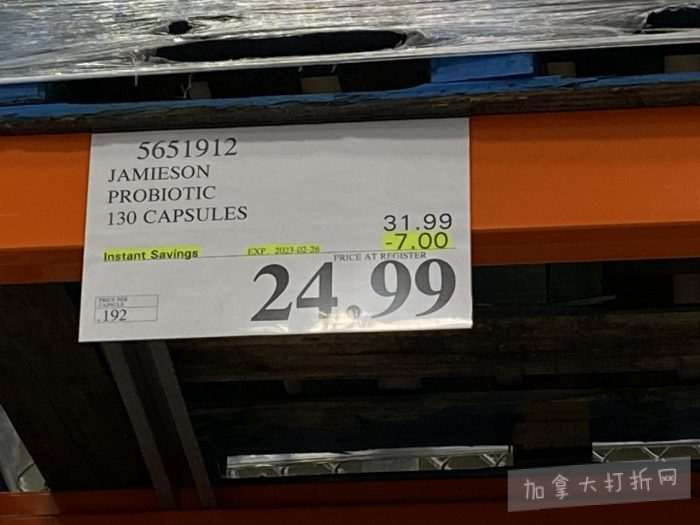 5651912
JAMIESON
PROBIOTIC
130 CAPSULES
31.99
Instant Savings EXP. 2023-02-26 -7.00
PRICE AT REGISTER
24.99
PRICE PER
CAPSULE
.192
加拿大打折网